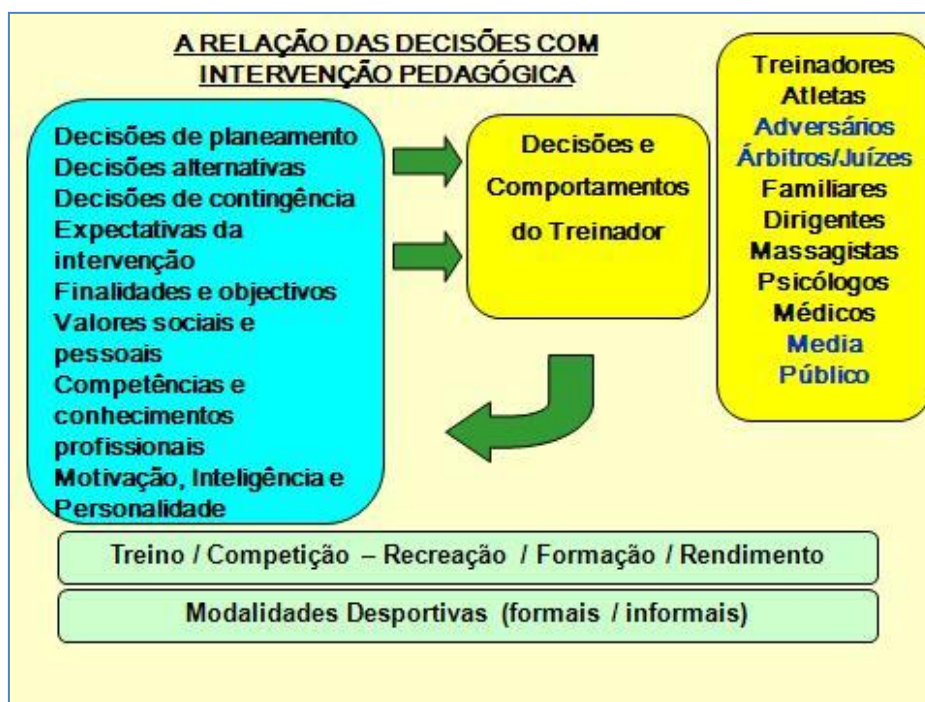 A RELAÇÃO DAS DECISÕES COM
INTERVENÇÃO PEDAGÓGICA
Decisões de planeamento
Decisões alternativas
Decisões de contingência
Expectativas da
intervenção
Finalidades e objectivos
Valores sociais e
pessoais
Competências e
conhecimentos
profissionais
Motivação, Inteligência e
Personalidade
Decisões e
Comportamentos
do Treinador
Treinadores
Atletas
Adversários
Árbitros/Juízes
Familiares
Dirigentes
Massagistas
Psicólogos
Médicos
Media
Público
Treino / Competição – Recreação / Formação / Rendimento
Modalidades Desportivas (formais / informais)